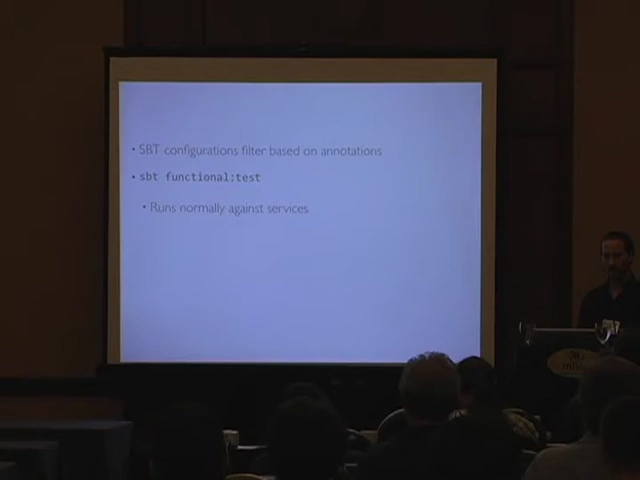 • SBT configurations filter based on annotations
• sbt functional:test
• Runs normally against services